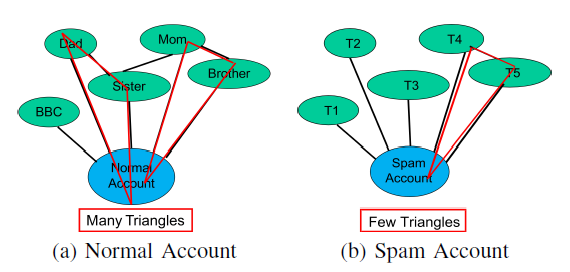 Dad
Mom
Sister
Brother
BBC
Normal
Account
Many Triangles
(a) Normal Account
T2
T4
T3
T5
T1
Spam
Account
Few Triangles
(b) Spam Account